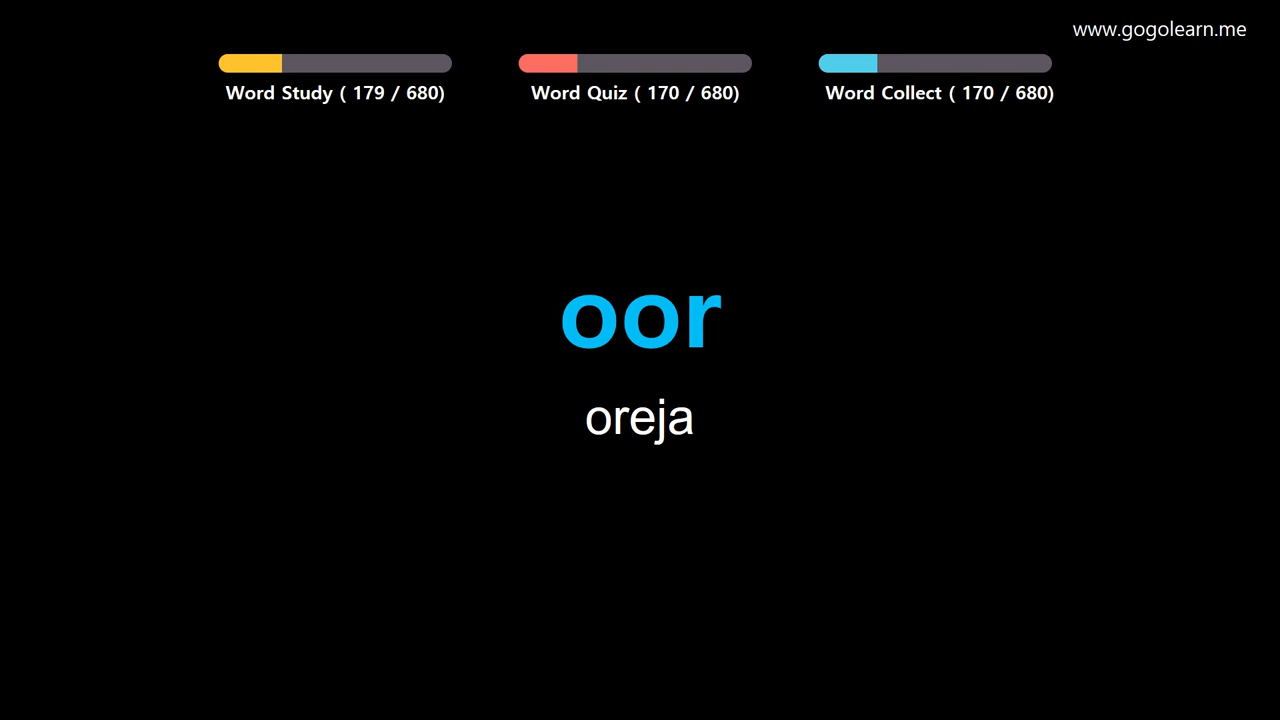 www.gogolearn.me
Word Study ( 179 / 680)
Word Quiz ( 170 / 680)
Word Collect ( 170 / 680)
oor
oreja